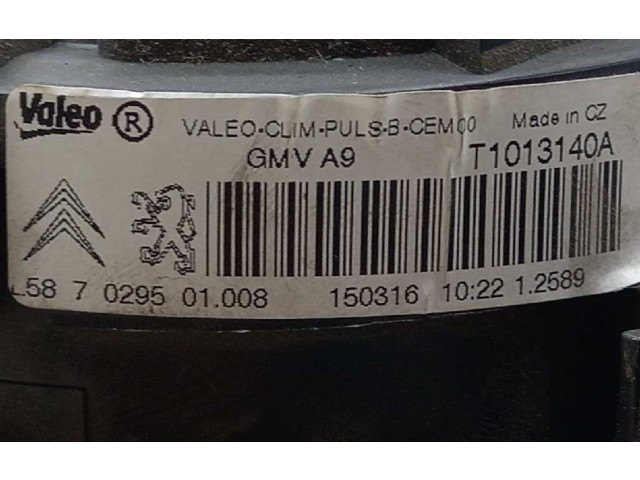 Valeo ® VALEO-CLIM-PULS-B-CEM00 Made in CZ
GMV A9 T1013140A
L58 7 0295 01.008 150316 10:22 1.2589